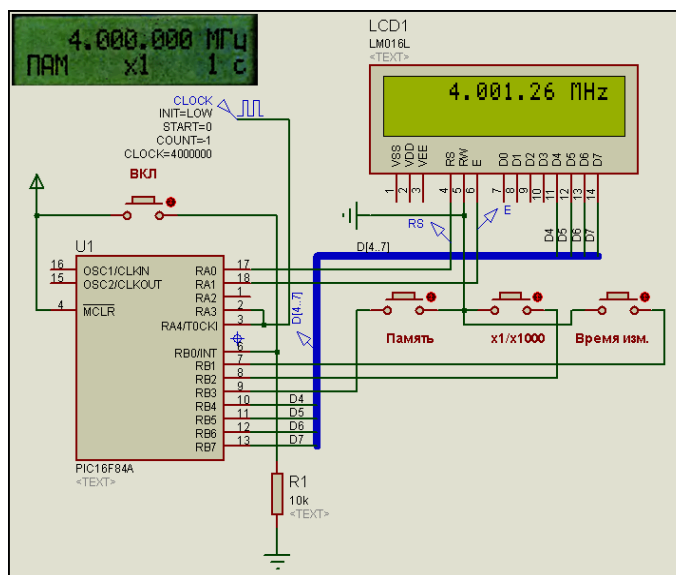 4.000.000 МГц
ПАМ x1 1 с
LCD1
LM016L
<TEXT>
4.001.26 MHz
CLOCK
INIT=LOW
START=0
COUNT=-1
CLOCK=4000000
ВКЛ
VSS VDD VEE RS RW E D0 D1 D2 D3 D4 D5 D6 D7
1 2 3 4 5 6 7 8 9 10 11 12 13 14
RS E
D4 D5 D6 D7
D[4..7]
D[4..7]
U1
16 OSC1/CLKIN RA0 17
15 OSC2/CLKOUT RA1 18
RA2 1
4 MCLR RA3 2
RA4/T0CKI 3
RB0/INT 6
RB1 7
RB2 8
RB3 9
RB4 10 D4
RB5 11 D5
RB6 12 D6
RB7 13 D7
Память x1/x1000 Время изм.
PIC16F84A
<TEXT>
R1
10k
<TEXT>